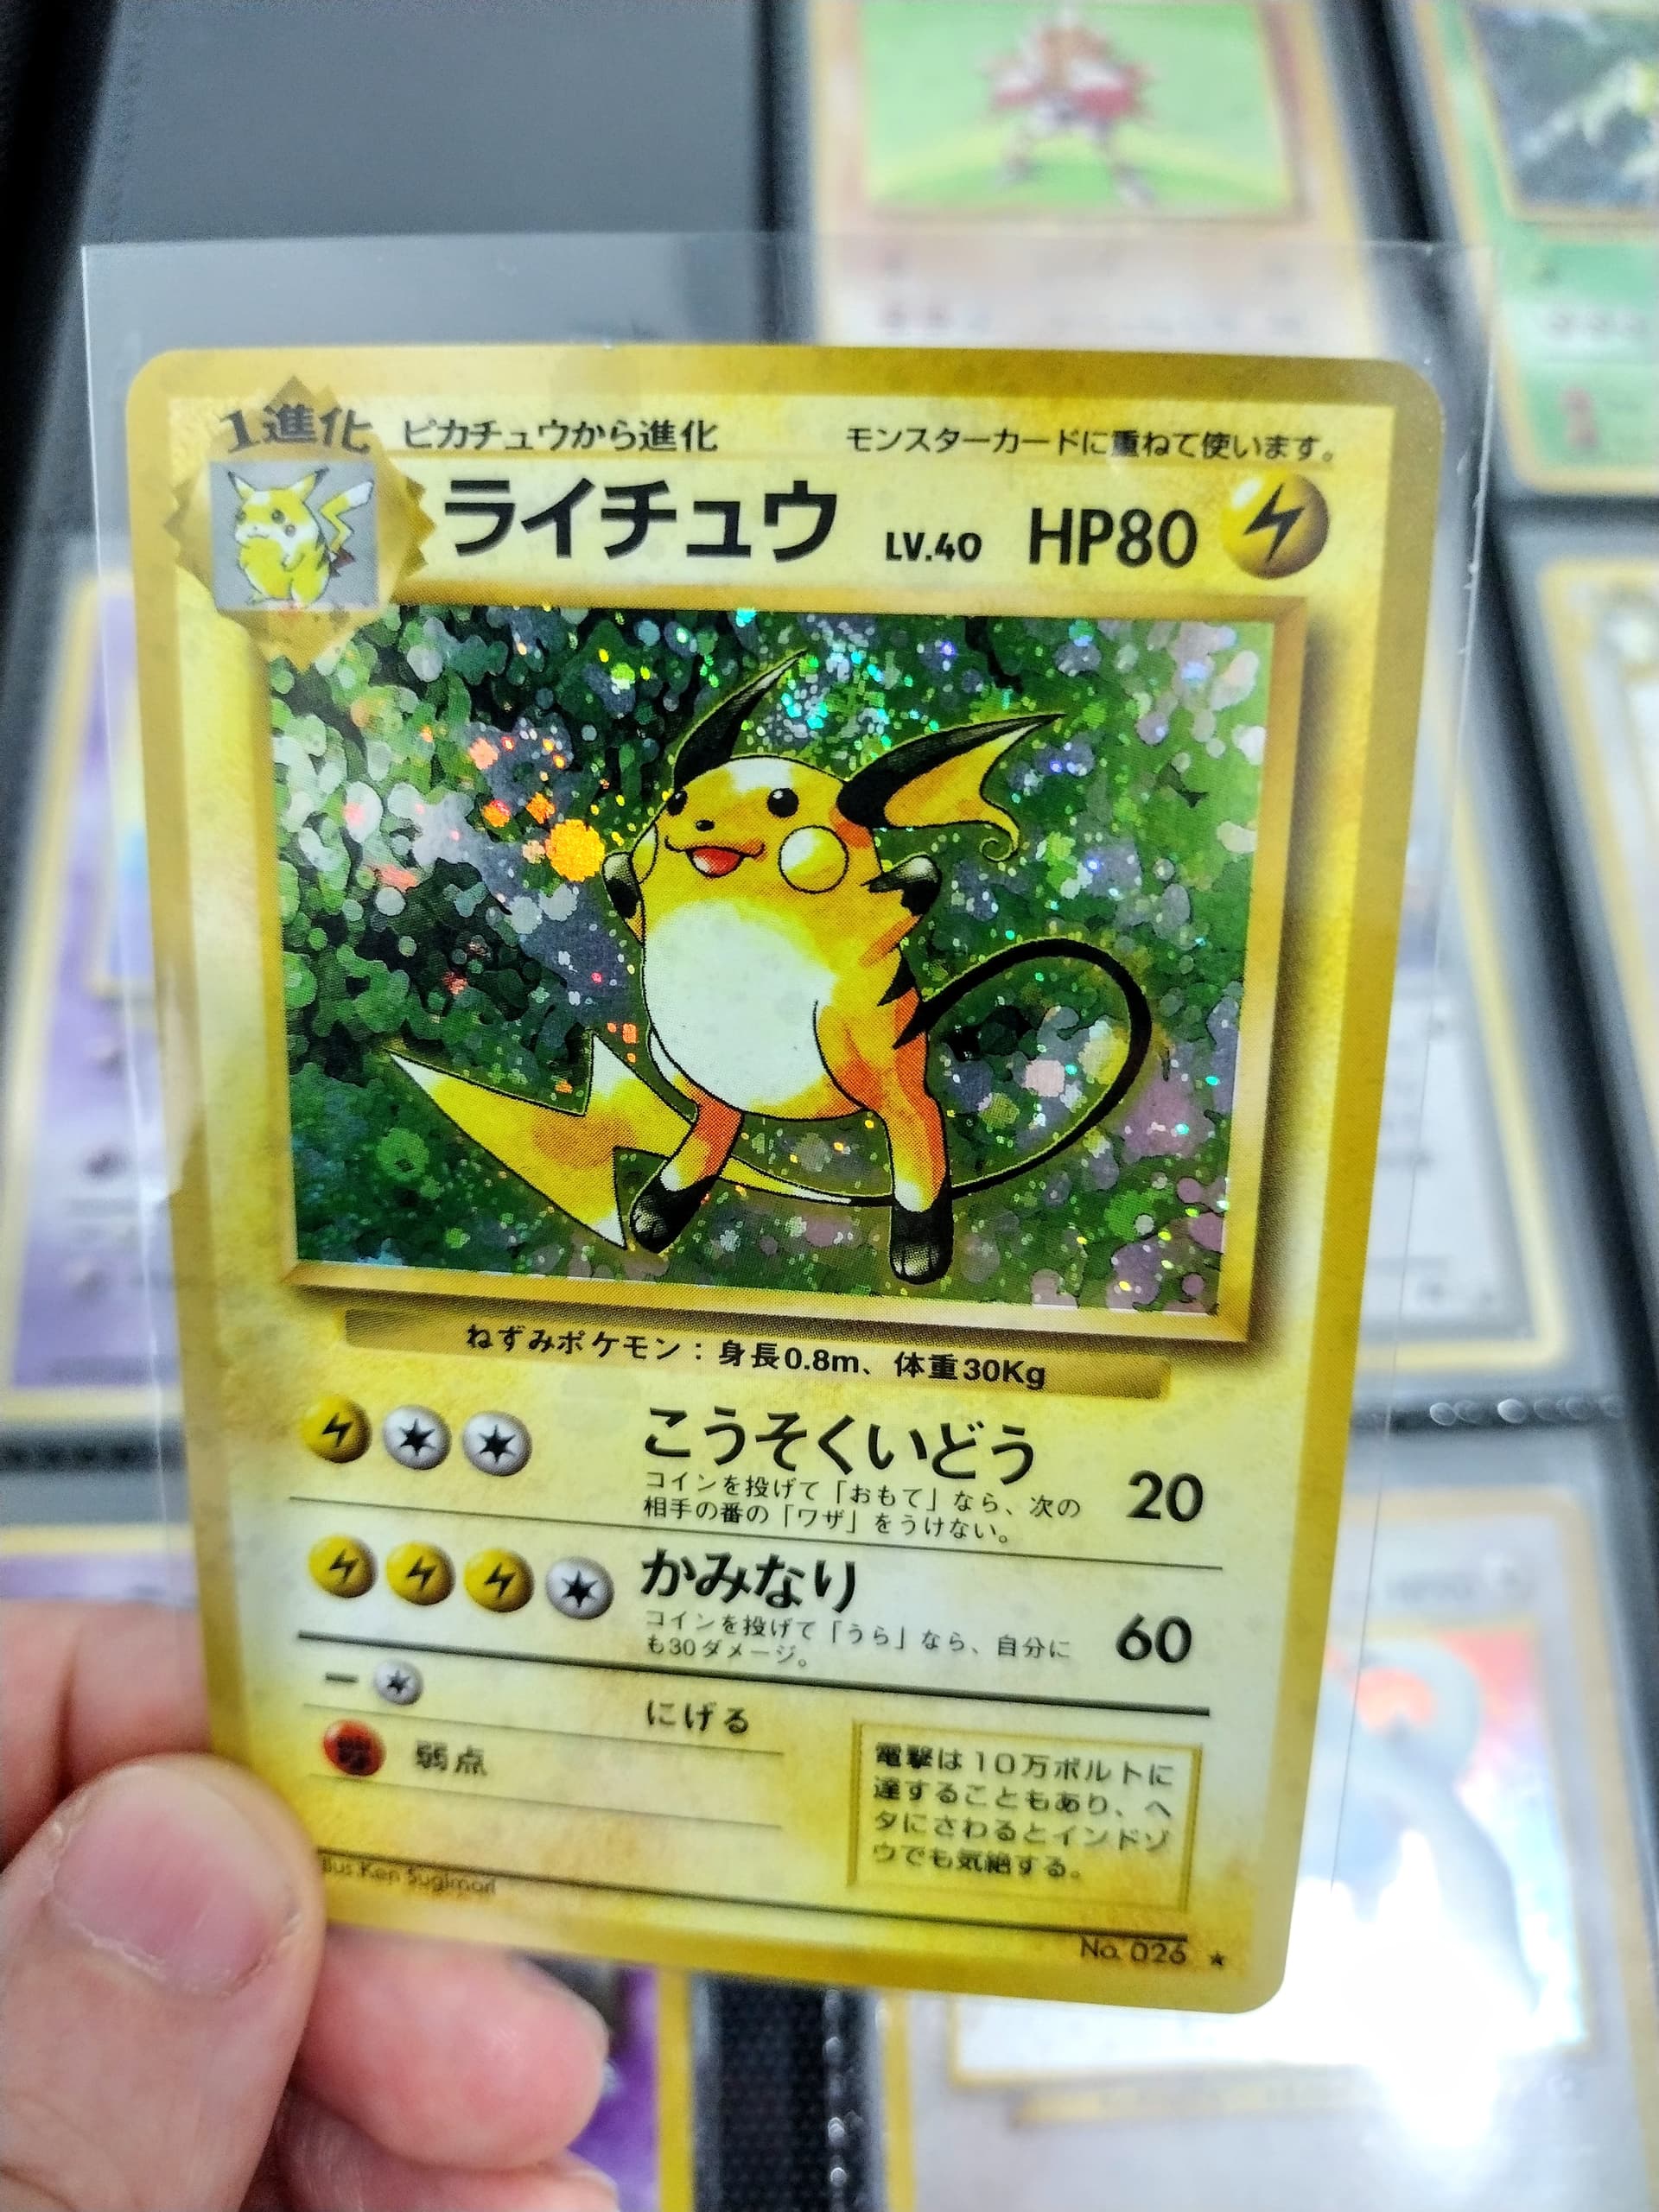 1進化
ピカチュウから進化
モンスターカードに重ねて使います。
ライチュウ LV.40 HP80
ねずみポケモン：身長0.8m、体重30Kg
こうそくいどう 20
コインを投げて「おもて」なら、次の
相手の番の「ワザ」をうけない。
かみなり 60
コインを投げて「うら」なら、自分に
も30ダメージ。
にげる
弱点
電撃は10万ボルトに
達することもあり、ヘ
タにさわるとインドゾ
ウでも気絶する。
Illus. Ken Sugimori
No. 026 ★